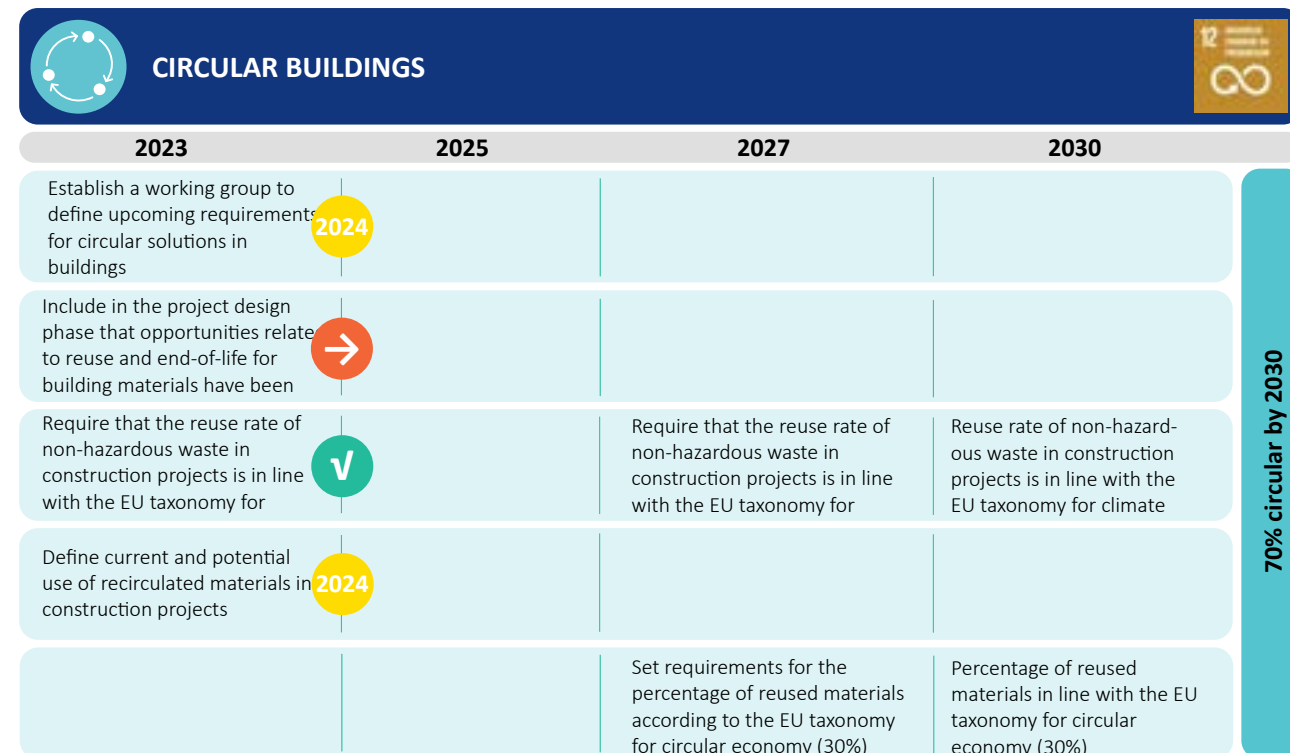 CIRCULAR BUILDINGS
12
2023
2025
2027
2030
Establish a working group to
define upcoming requirements
for circular solutions in
buildings
2024
Include in the project design
phase that opportunities relate
to reuse and end-of-life for
building materials have been
Require that the reuse rate of
non-hazardous waste in
construction projects is in line
with the EU taxonomy for
√
Require that the reuse rate of
non-hazardous waste in
construction projects is in line
with the EU taxonomy for
Reuse rate of non-hazard-
ous waste in construction
projects is in line with the
EU taxonomy for climate
Define current and potential
use of recirculated materials in
construction projects
2024
Set requirements for the
percentage of reused materials
according to the EU taxonomy
for circular economy (30%)
Percentage of reused
materials in line with the EU
taxonomy for circular
economy (30%)
70% circular by 2030